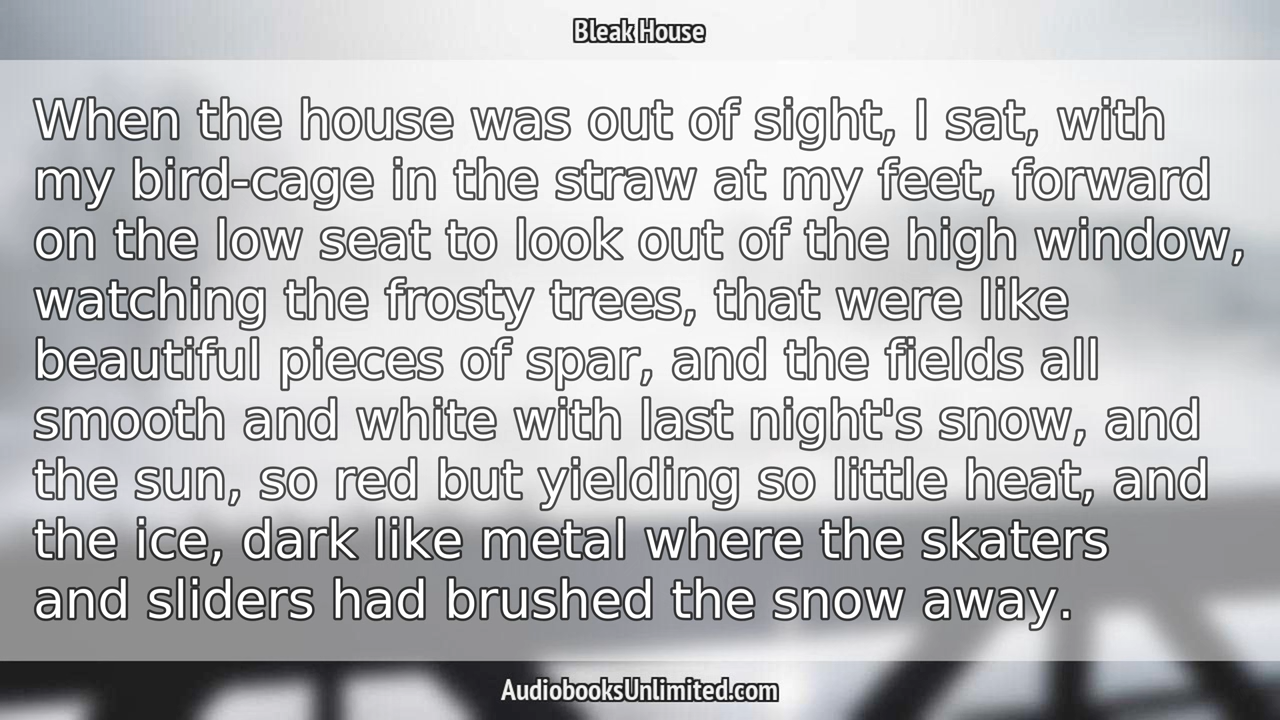 Bleak House
When the house was out of sight, I sat, with
my bird-cage in the straw at my feet, forward
on the low seat to look out of the high window,
watching the frosty trees, that were like
beautiful pieces of spar, and the fields all
smooth and white with last night's snow, and
the sun, so red but yielding so little heat, and
the ice, dark like metal where the skaters
and sliders had brushed the snow away.
AudiobooksUnlimited.com